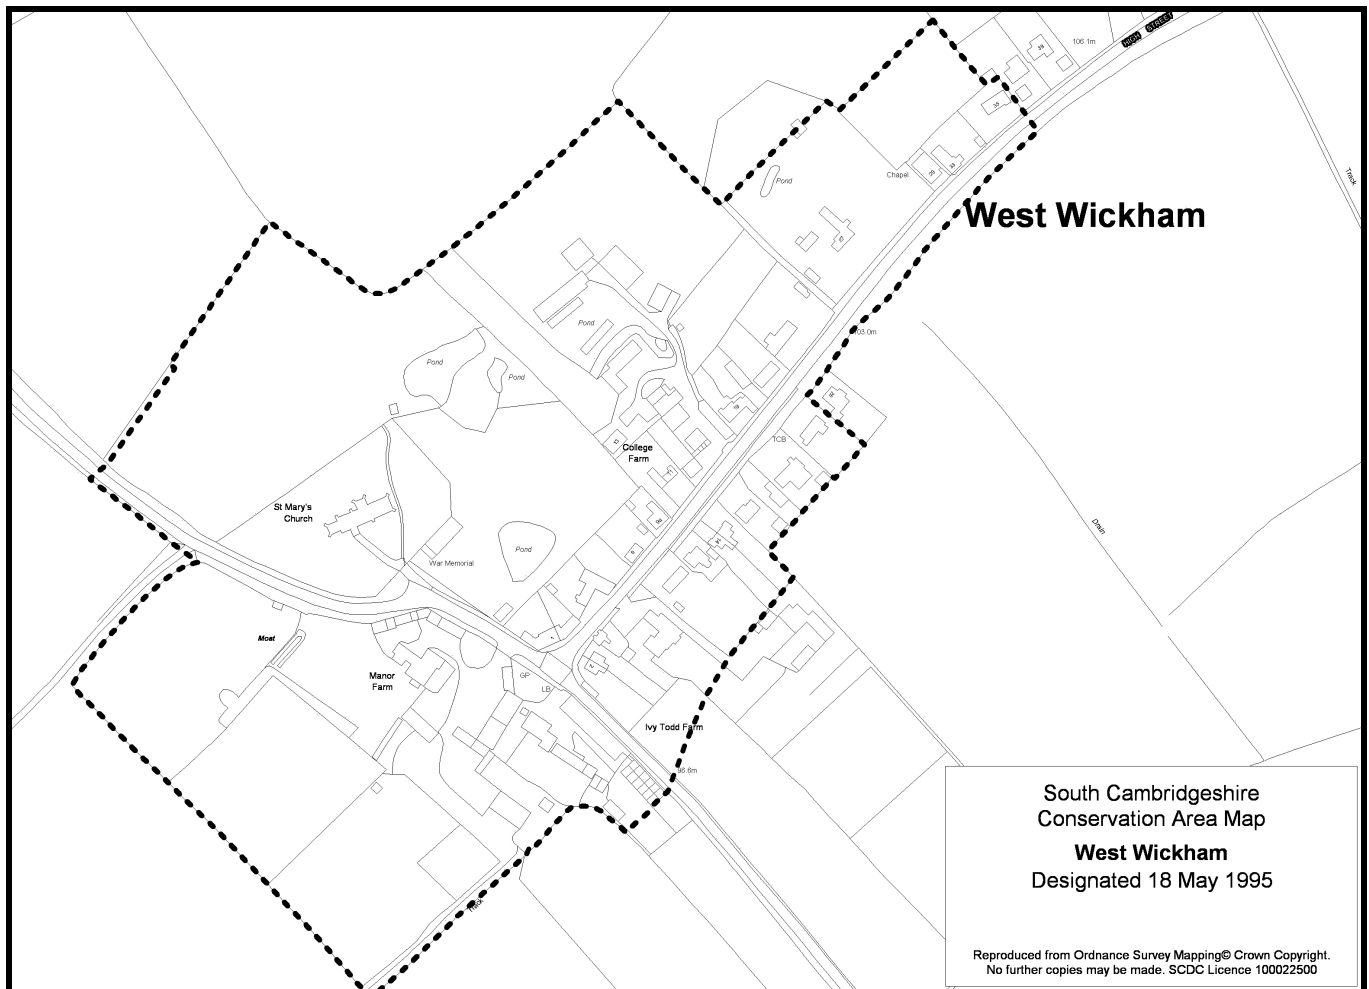 HIGH STREET
106.1m
39
35
Track
Pond
Chapel
West Wickham
103.0m
Pond
Pond
Pond
TCB
College
Farm
St Mary's
Church
Drain
Pond
War Memorial
Moat
Manor
Farm
GP
LB
Ivy Todd Farm
96.6m
Track
South Cambridgeshire
Conservation Area Map
West Wickham
Designated 18 May 1995
Reproduced from Ordnance Survey Mapping© Crown Copyright.
No further copies may be made. SCDC Licence 100022500